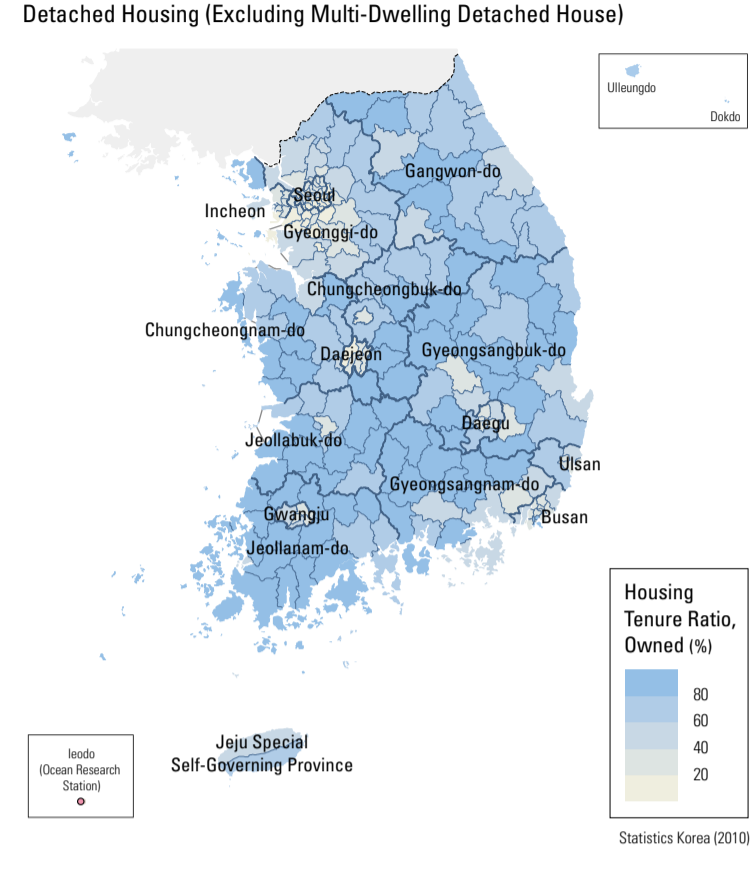 Detached Housing (Excluding Multi-Dwelling Detached House)
Ulleungdo
Dokdo
Gangwon-do
Seoul
Incheon
Gyeonggi-do
Chungcheongbuk-do
Chungcheongnam-do
Daejeon
Gyeongsangbuk-do
Daegu
Jeollabuk-do
Ulsan
Gyeongsangnam-do
Gwangju
Busan
Jeollanam-do
Housing
Tenure Ratio,
Owned (%)
80
60
40
20
Jeju Special
Self-Governing Province
Ieodo
(Ocean Research
Station)
Statistics Korea (2010)